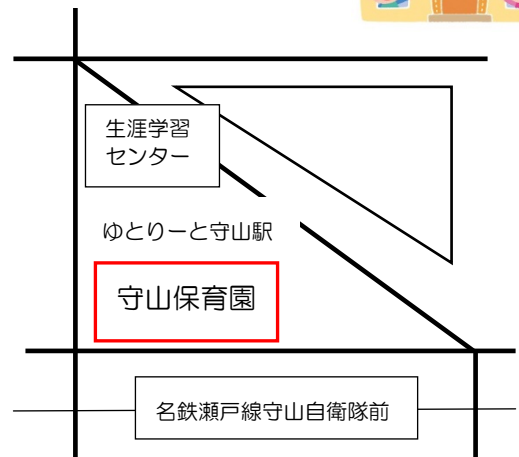 生涯学習
センター
ゆとりーと守山駅
守山保育園
名鉄瀬戸線守山自衛隊前